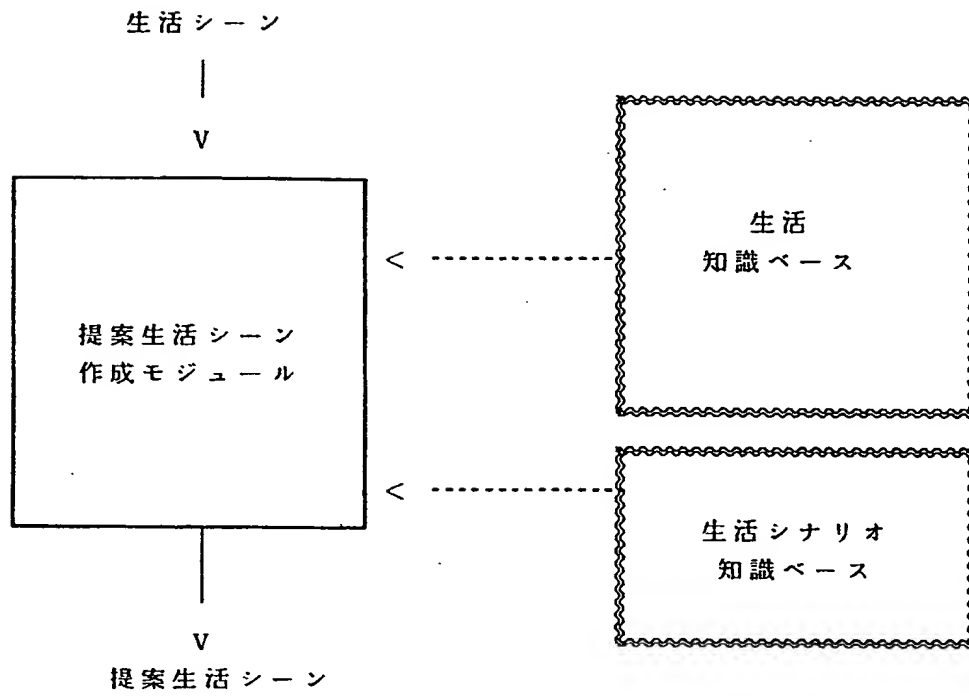 生活シーン
生活
知識ベース
提案生活シーン
作成モジュール
生活シナリオ
知識ベース
提案生活シーン